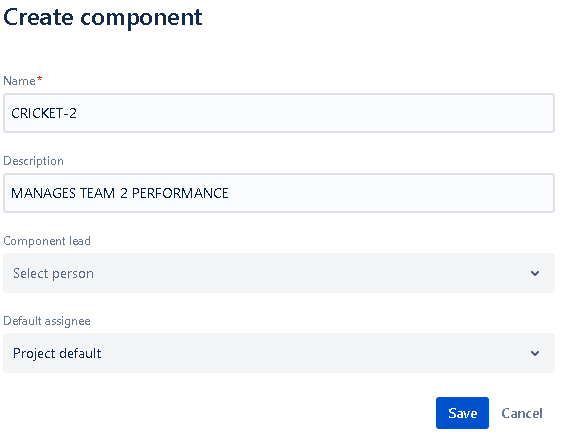 Create component
Name*
CRICKET-2
Description
MANAGES TEAM 2 PERFORMANCE
Component lead
Select person
Default assignee
Project default
Save Cancel